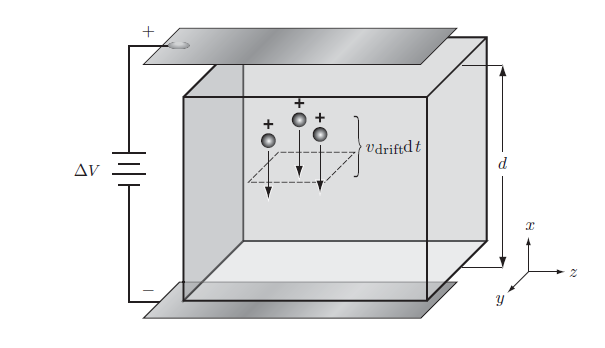 +
+
+
+
v_drift dt
ΔV
d
x
−
z
y